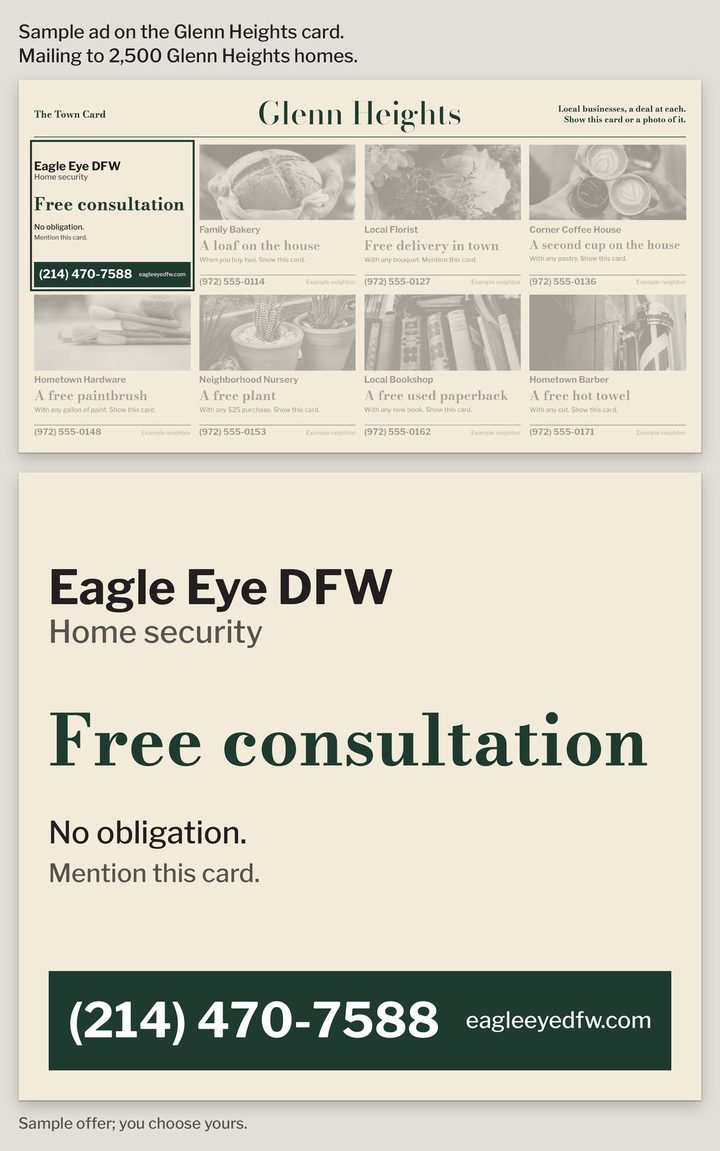 Sample ad on the Glenn Heights card.
Mailing to 2,500 Glenn Heights homes.
The Town Card
Glenn Heights
Local businesses, a deal at each.
Show this card or a photo of it.
Eagle Eye DFW
Home security
Free consultation
No obligation.
Mention this card.
(214) 470-7588 eagleeyedfw.com
Family Bakery
A loaf on the house
When you buy two. Show this card.
(972) 555-0114 Example neighbor
Local Florist
Free delivery in town
With any bouquet. Mention this card.
(972) 555-0127 Example neighbor
Corner Coffee House
A second cup on the house
With any pastry. Show this card.
(972) 555-0136 Example neighbor
Hometown Hardware
A free paintbrush
With any gallon of paint. Show this card.
(972) 555-0148 Example neighbor
Neighborhood Nursery
A free plant
With any $25 purchase. Show this card.
(972) 555-0153 Example neighbor
Local Bookshop
A free used paperback
With any new book. Show this card.
(972) 555-0162 Example neighbor
Hometown Barber
A free hot towel
With any cut. Show this card.
(972) 555-0171 Example neighbor
Eagle Eye DFW
Home security
Free consultation
No obligation.
Mention this card.
(214) 470-7588 eagleeyedfw.com
Sample offer; you choose yours.